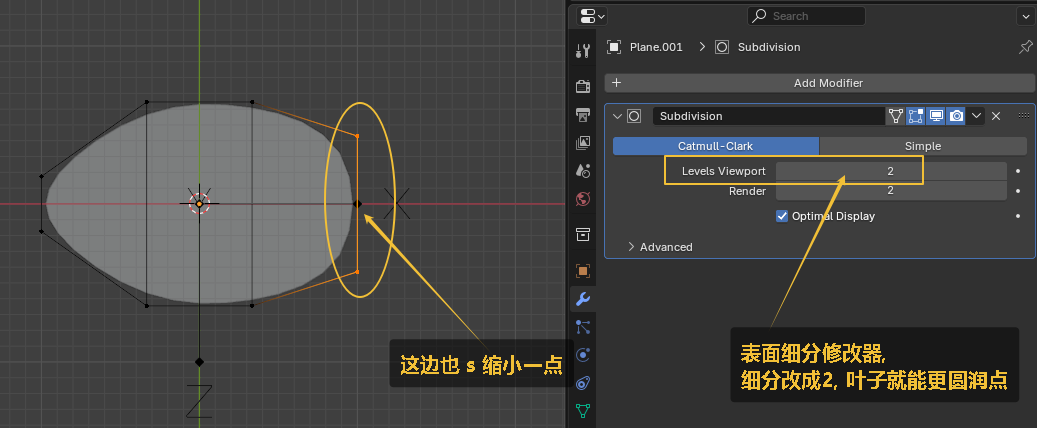 Search
Plane.001
Subdivision
Add Modifier
Subdivision
Catmull-Clark
Simple
Levels Viewport
2
Render
2
Optimal Display
Advanced
X
Z
这边也 s 缩小一点
表面细分修改器,
细分改成2, 叶子就能更圆润点